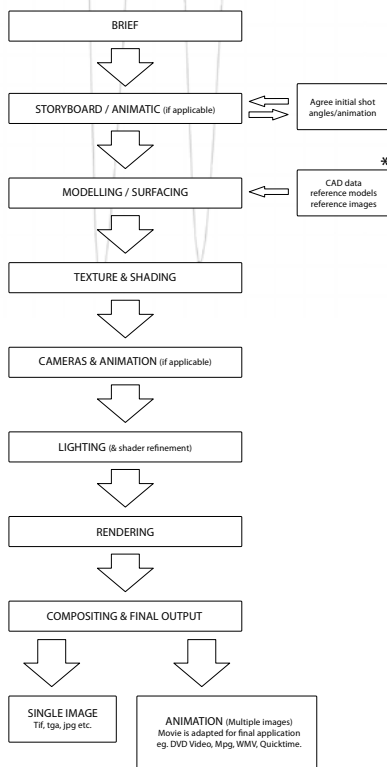 BRIEF
STORYBOARD / ANIMATIC (if applicable)
Agree initial shot
angles/animation
*
MODELLING / SURFACING
CAD data
reference models
reference images
TEXTURE & SHADING
CAMERAS & ANIMATION (if applicable)
LIGHTING (& shader refinement)
RENDERING
COMPOSITING & FINAL OUTPUT
SINGLE IMAGE
Tif, tga, jpg etc.
ANIMATION (Multiple images)
Movie is adapted for final application
eg. DVD Video, Mpg, WMV, Quicktime.